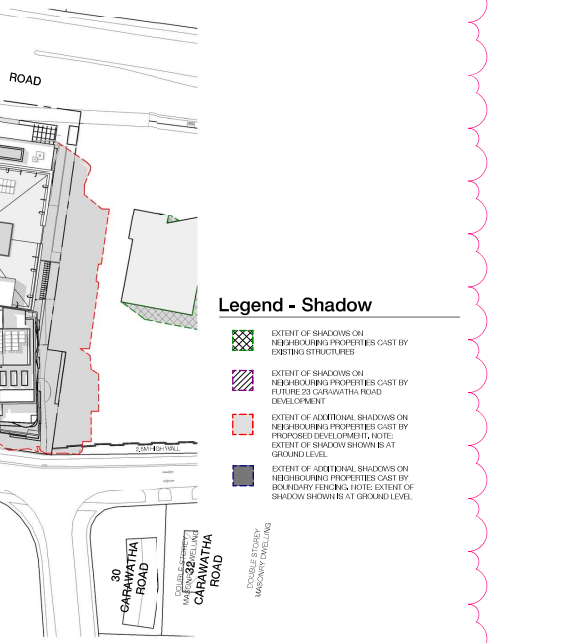 ROAD
Legend - Shadow
EXTENT OF SHADOWS ON
NEIGHBOURING PROPERTIES CAST BY
EXISTING STRUCTURES
EXTENT OF SHADOWS ON
NEIGHBOURING PROPERTIES CAST BY
FUTURE 23 CARAWATHA ROAD
DEVELOPMENT
EXTENT OF ADDITIONAL SHADOWS ON
NEIGHBOURING PROPERTIES CAST BY
PROPOSED DEVELOPMENT. NOTE:
EXTENT OF SHADOW SHOWN IS AT
GROUND LEVEL
EXTENT OF ADDITIONAL SHADOWS ON
NEIGHBOURING PROPERTIES CAST BY
BOUNDARY FENCING. NOTE: EXTENT OF
SHADOW SHOWN IS AT GROUND LEVEL
2.5M HIGH WALL
30
CARAWATHA
ROAD
DOUBLE STOREY
MASONRY DWELLING
32
CARAWATHA
ROAD
DOUBLE STOREY
MASONRY DWELLING